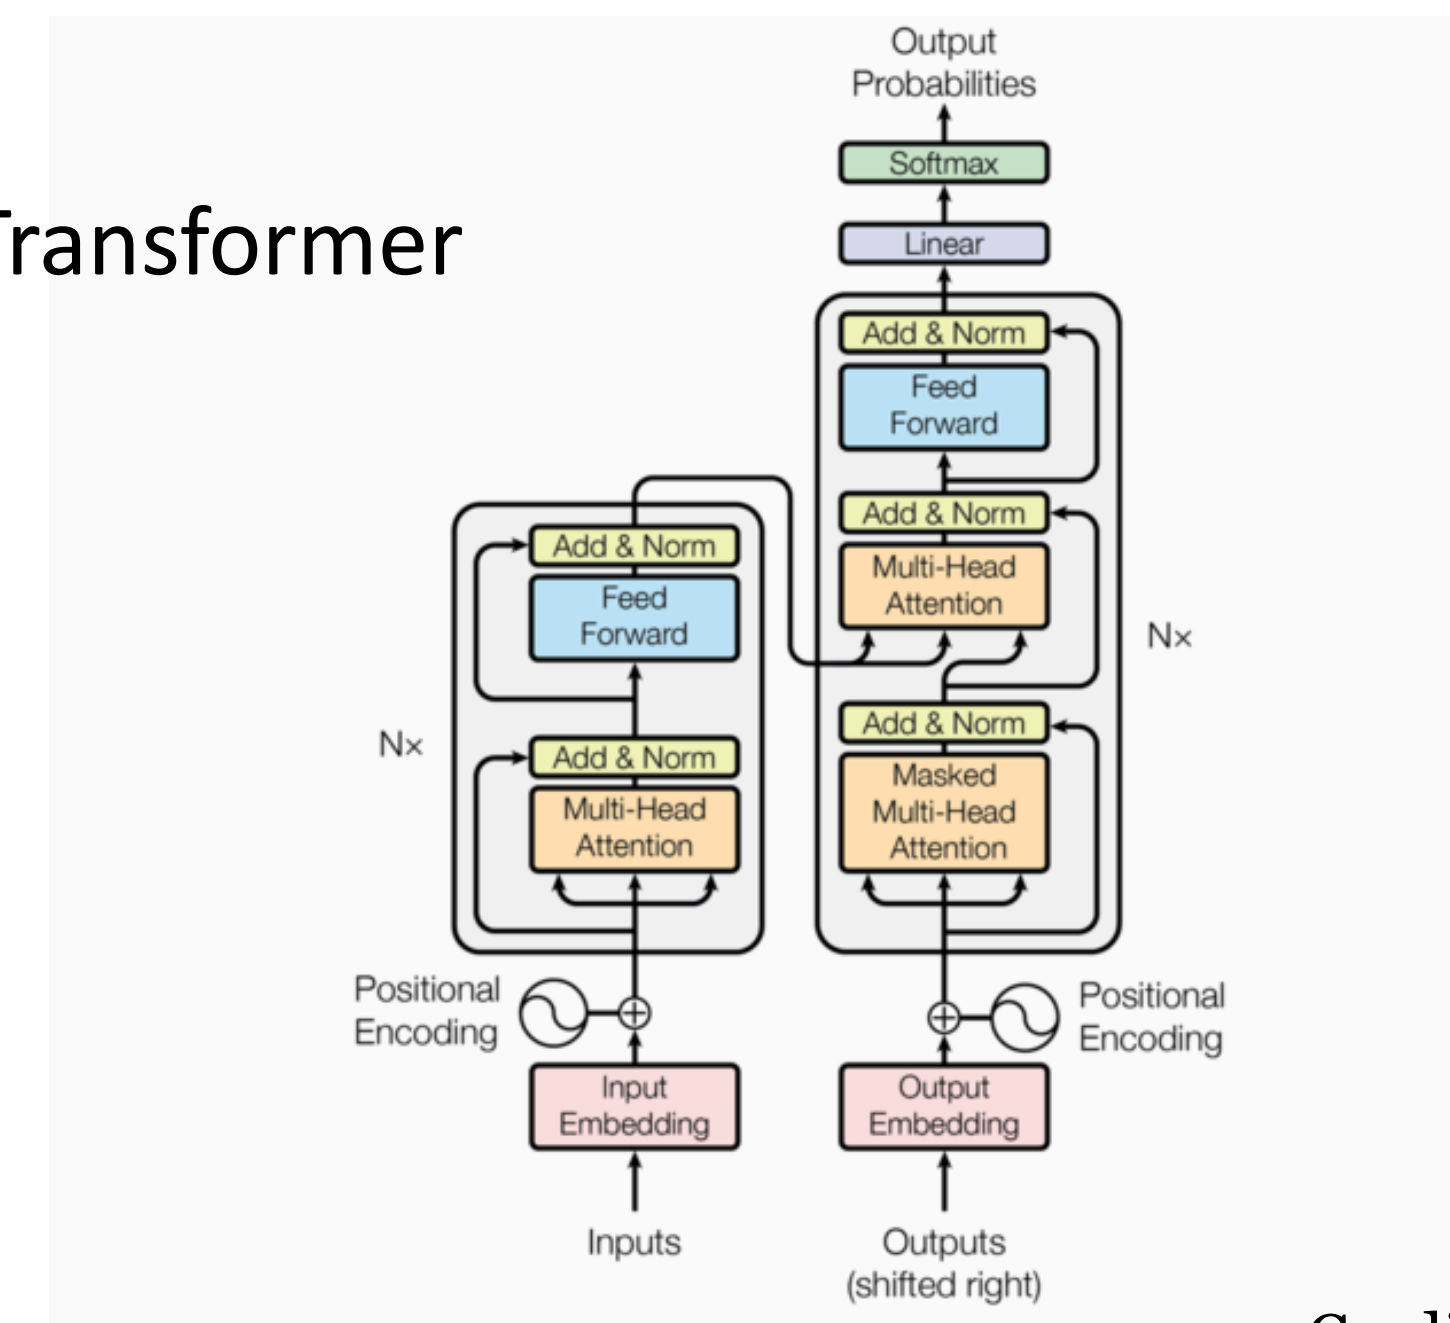 Transformer
Output
Probabilities
Softmax
Linear
Add & Norm
Feed
Forward
Add & Norm
Multi-Head
Attention
Nx
Add & Norm
Masked
Multi-Head
Attention
Add & Norm
Feed
Forward
Nx
Add & Norm
Multi-Head
Attention
Positional
Encoding
Positional
Encoding
Input
Embedding
Output
Embedding
Inputs
Outputs
(shifted right)